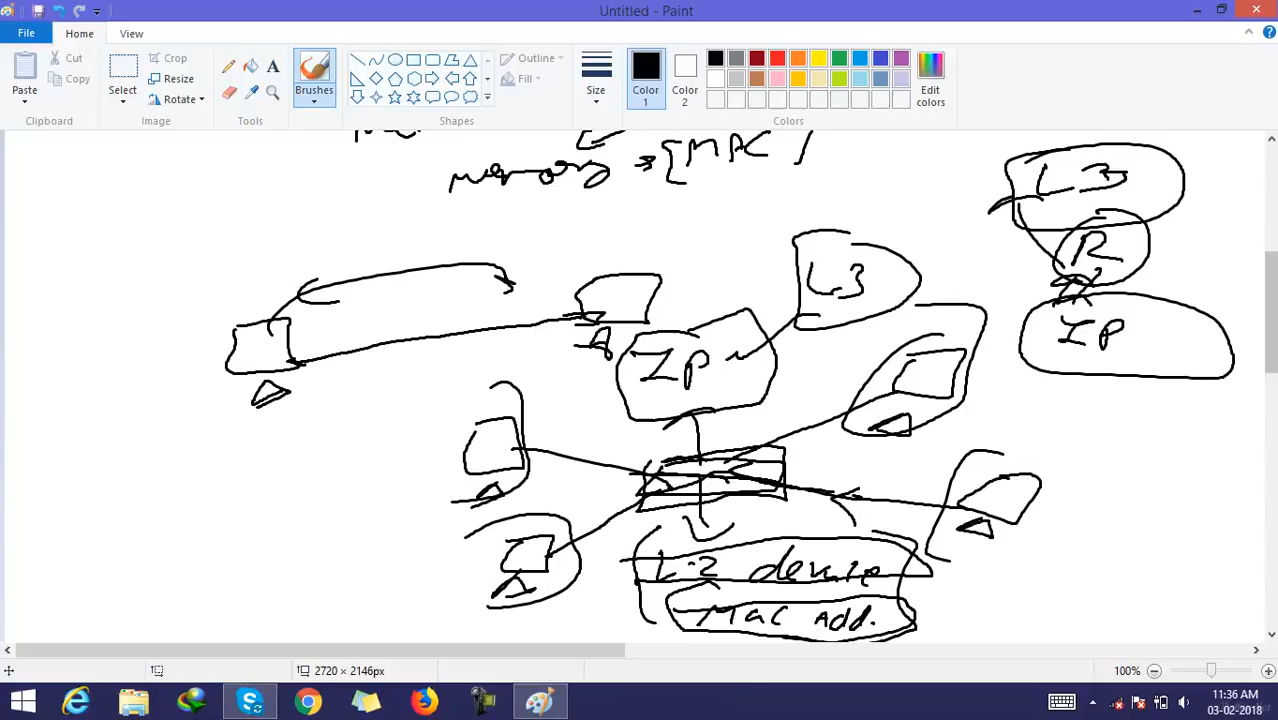 Untitled - Paint
File
Home
View
Paste
Cut
Copy
Clipboard
Select
Crop
Resize
Rotate
Image
A
Tools
Brushes
Shapes
Outline
Fill
Size
Color 1
Color 2
Edit colors
Colors
memory → [MAC]
L3
R
IP
L3
IP
L-2 device
Mac Add.
2720 × 2146px
100%
11:36 AM
03-02-2018